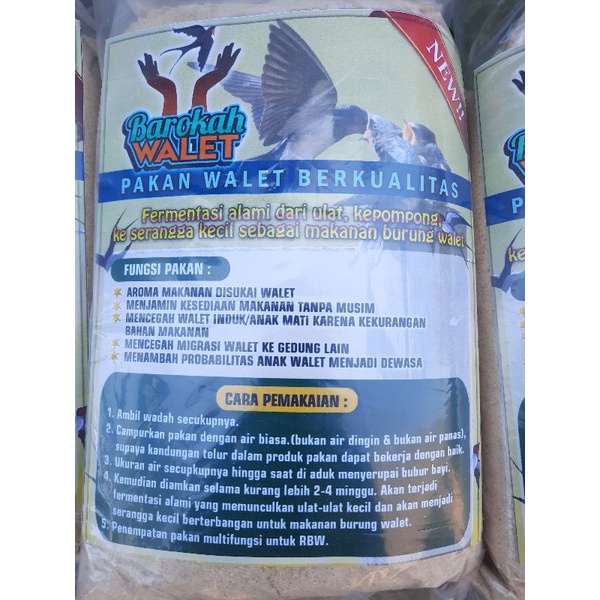 NEW!!
Barokah
WALET
PAKAN WALET BERKUALITAS
Fermentasi alami dari ulat, kepompong,
ke serangga kecil sebagai makanan burung walet
FUNGSI PAKAN :
AROMA MAKANAN DISUKAI WALET
MENJAMIN KESEDIAAN MAKANAN TANPA MUSIM
MENCEGAH WALET INDUK/ANAK MATI KARENA KEKURANGAN
BAHAN MAKANAN
MENCEGAH MIGRASI WALET KE GEDUNG LAIN
MENAMBAH PROBABILITAS ANAK WALET MENJADI DEWASA
CARA PEMAKAIAN :
1. Ambil wadah secukupnya.
2. Campurkan pakan dengan air biasa.(bukan air dingin & bukan air panas),
supaya kandungan telur dalam produk pakan dapat bekerja dengan baik.
3. Ukuran air secupkupnya hingga saat di aduk menyerupai bubur bayi.
4. Kemudian diamkan selama kurang lebih 2-4 minggu. Akan terjadi
fermentasi alami yang memunculkan ulat-ulat kecil dan akan menjadi
serangga kecil berterbangan untuk makanan burung walet.
5. Penempatan pakan multifungsi untuk RBW.